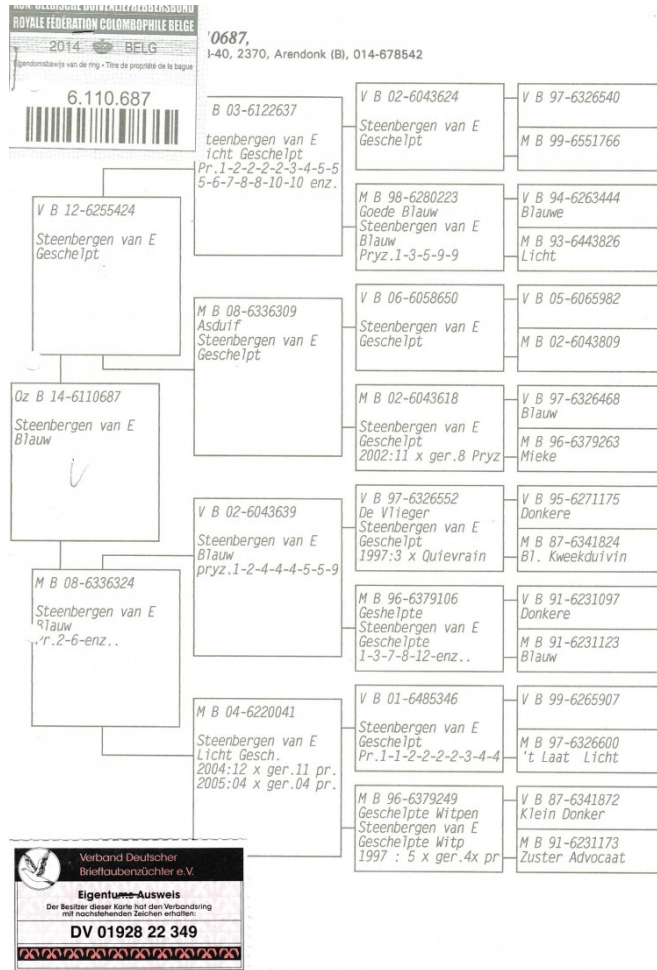 KON. BELGISCHE DUIVENLIEFHEBBERSBOND
ROYALE FÉDÉRATION COLOMBOPHILE BELGE
2014 BELG
Eigendomsbewijs van de ring - Titre de propriété de la bague
6.110.687
0687,
-40, 2370, Arendonk (B), 014-678542
Oz B 14-6110687
Steenbergen van E
Blauw
V B 12-6255424
Steenbergen van E
Geschelpt
M B 08-6336324
Steenbergen van E
Blauw
Pr.2-6-enz..
B 03-6122637
teenbergen van E
icht Geschelpt
Pr.1-2-2-2-2-3-4-5-5
5-6-7-8-8-10-10 enz.
M B 08-6336309
Asduif
Steenbergen van E
Geschelpt
V B 02-6043639
Steenbergen van E
Blauw
pryz.1-2-4-4-4-5-5-9
M B 04-6220041
Steenbergen van E
Licht Gesch.
2004:12 x ger.11 pr.
2005:04 x ger.04 pr.
V B 02-6043624
Steenbergen van E
Geschelpt
M B 98-6280223
Goede Blauw
Steenbergen van E
Blauw
Pryz.1-3-5-9-9
V B 06-6058650
Steenbergen van E
Geschelpt
M B 02-6043618
Steenbergen van E
Geschelpt
2002:11 x ger.8 Pryz
V B 97-6326552
De Vlieger
Steenbergen van E
Geschelpt
1997:3 x Quievrain
M B 96-6379106
Geshelpte
Steenbergen van E
Geschelpte
1-3-7-8-12-enz..
V B 01-6485346
Steenbergen van E
Geschelpt
Pr.1-1-2-2-2-2-3-4-4
M B 96-6379249
Geschelpte Witpen
Steenbergen van E
Geschelpte Witp
1997 : 5 x ger.4x pr
V B 97-6326540
M B 99-6551766
V B 94-6263444
Blauwe
M B 93-6443826
Licht
V B 05-6065982
M B 02-6043809
V B 97-6326468
Blauw
M B 96-6379263
Mieke
V B 95-6271175
Donkere
M B 87-6341824
Bl. Kweekduivin
V B 91-6231097
Donkere
M B 91-6231123
Blauw
V B 99-6265907
M B 97-6326600
't Laat Licht
V B 87-6341872
Klein Donker
M B 91-6231173
Zuster Advocaat
Verband Deutscher
Brieftaubenzüchter e.V.
Eigentums-Ausweis
Der Besitzer dieser Karte hat den Verbandsring
mit nachstehenden Zeichen erhalten:
DV 01928 22 349